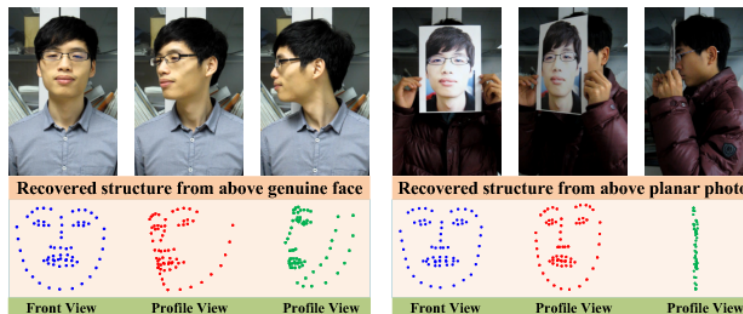 Recovered structure from above genuine face
Front View
Profile View
Profile View
Recovered structure from above planar photo
Front View
Profile View
Profile View